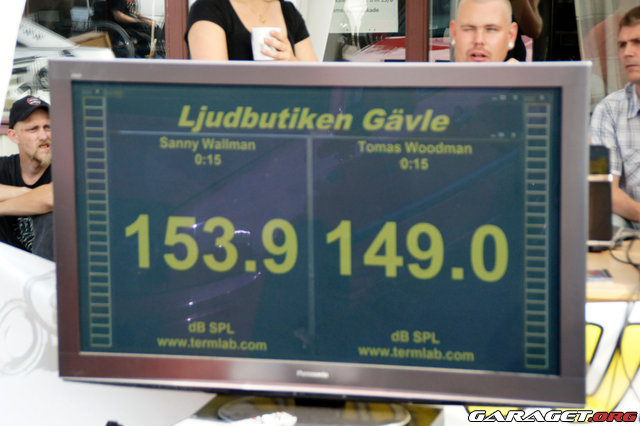 Ljudbutiken Gävle
Sanny Wallman
0:15
153.9
dB SPL
www.termlab.com
Tomas Woodman
0:15
149.0
dB SPL
www.termlab.com
Panasonic
GARAGET.ORG